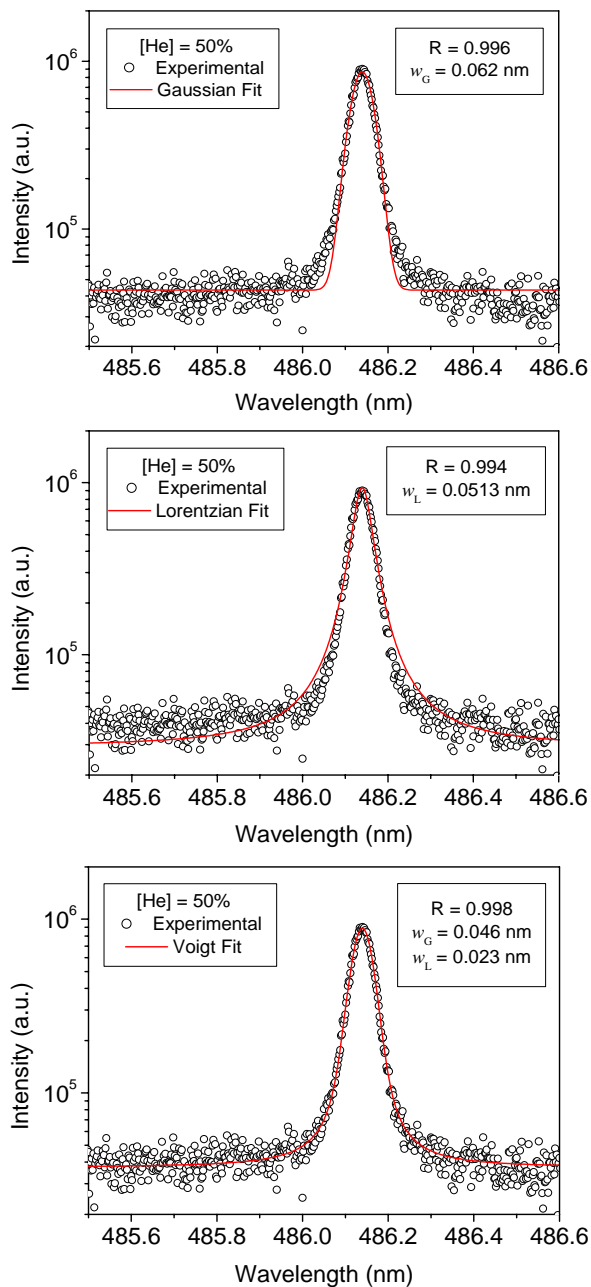 [He] = 50%
Experimental
Gaussian Fit
R = 0.996
w_G = 0.062 nm
10^6
10^5
Intensity (a.u.)
485.6 485.8 486.0 486.2 486.4 486.6
Wavelength (nm)
[He] = 50%
Experimental
Lorentzian Fit
R = 0.994
w_L = 0.0513 nm
10^6
10^5
Intensity (a.u.)
485.6 485.8 486.0 486.2 486.4 486.6
Wavelength (nm)
[He] = 50%
Experimental
Voigt Fit
R = 0.998
w_G = 0.046 nm
w_L = 0.023 nm
10^6
10^5
Intensity (a.u.)
485.6 485.8 486.0 486.2 486.4 486.6
Wavelength (nm)